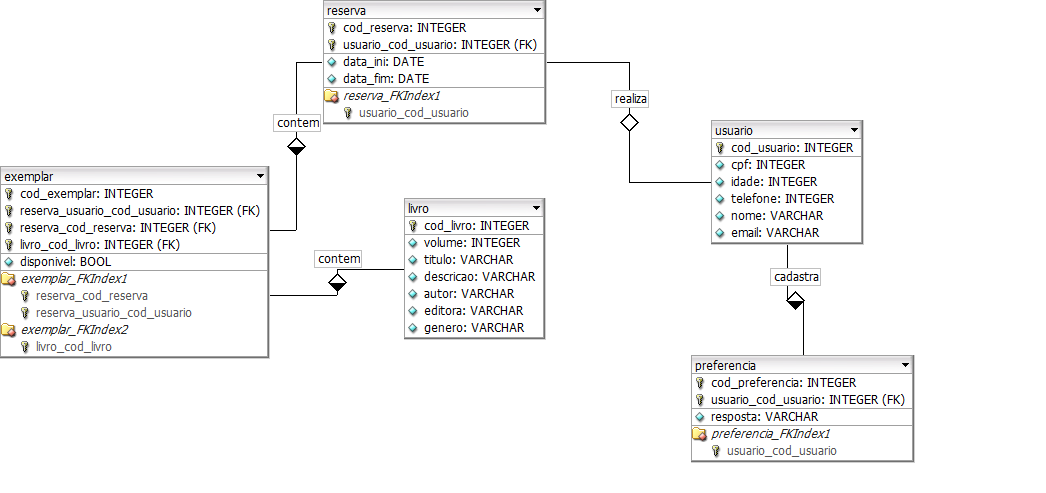 reserva
cod_reserva: INTEGER
usuario_cod_usuario: INTEGER (FK)
data_ini: DATE
data_fim: DATE
reserva_FKIndex1
usuario_cod_usuario
realiza
contem
usuario
cod_usuario: INTEGER
cpf: INTEGER
idade: INTEGER
telefone: INTEGER
nome: VARCHAR
email: VARCHAR
exemplar
cod_exemplar: INTEGER
reserva_usuario_cod_usuario: INTEGER (FK)
reserva_cod_reserva: INTEGER (FK)
livro_cod_livro: INTEGER (FK)
disponivel: BOOL
exemplar_FKIndex1
reserva_cod_reserva
reserva_usuario_cod_usuario
exemplar_FKIndex2
livro_cod_livro
contem
livro
cod_livro: INTEGER
volume: INTEGER
titulo: VARCHAR
descricao: VARCHAR
autor: VARCHAR
editora: VARCHAR
genero: VARCHAR
cadastra
preferencia
cod_preferencia: INTEGER
usuario_cod_usuario: INTEGER (FK)
resposta: VARCHAR
preferencia_FKIndex1
usuario_cod_usuario